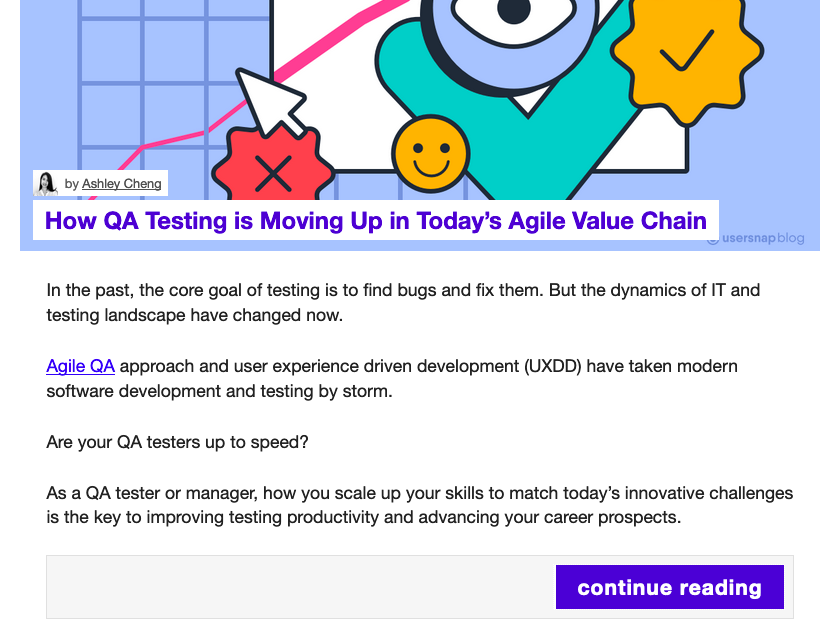 by Ashley Cheng
How QA Testing is Moving Up in Today’s Agile Value Chain
usersnap blog
In the past, the core goal of testing is to find bugs and fix them. But the dynamics of IT and
testing landscape have changed now.
Agile QA approach and user experience driven development (UXDD) have taken modern
software development and testing by storm.
Are your QA testers up to speed?
As a QA tester or manager, how you scale up your skills to match today’s innovative challenges
is the key to improving testing productivity and advancing your career prospects.
continue reading